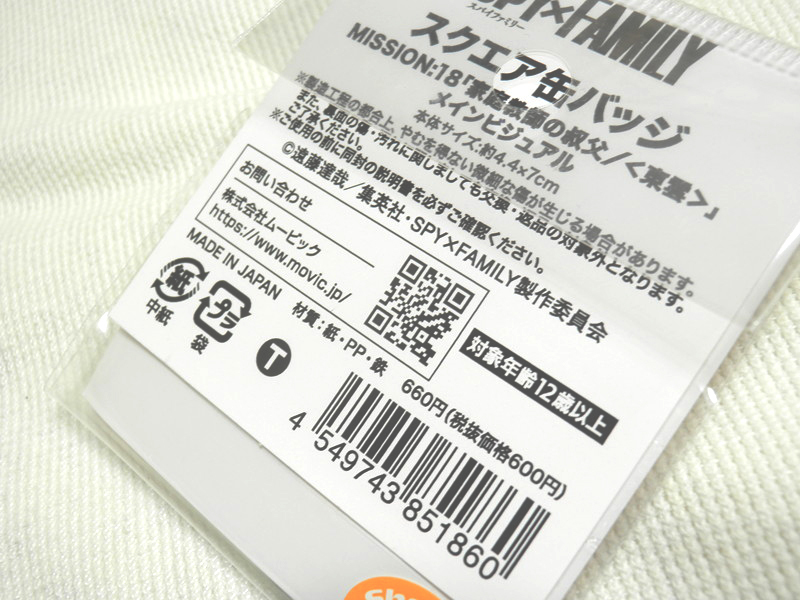 SPY×FAMILY
スパイファミリー
スクエア缶バッジ
MISSION:18「家庭教師の叔父/<東雲>」
メインビジュアル
本体サイズ:約4.4×7cm
※製造工程の都合上、やむを得ない微細な傷が生じる場合があります。
また、裏面の傷・汚れに関しましても交換・返品の対象外となります。
ご了承ください。
※ご使用の前に同封の説明書を必ずご確認ください。
©遠藤達哉/集英社・SPY×FAMILY製作委員会
お問い合わせ
株式会社ムービック
https://www.movic.jp/
MADE IN JAPAN
紙
中紙
プラ
袋
材質:紙・PP・鉄
T
対象年齢12歳以上
660円(税抜価格600円)
4 549743 851860